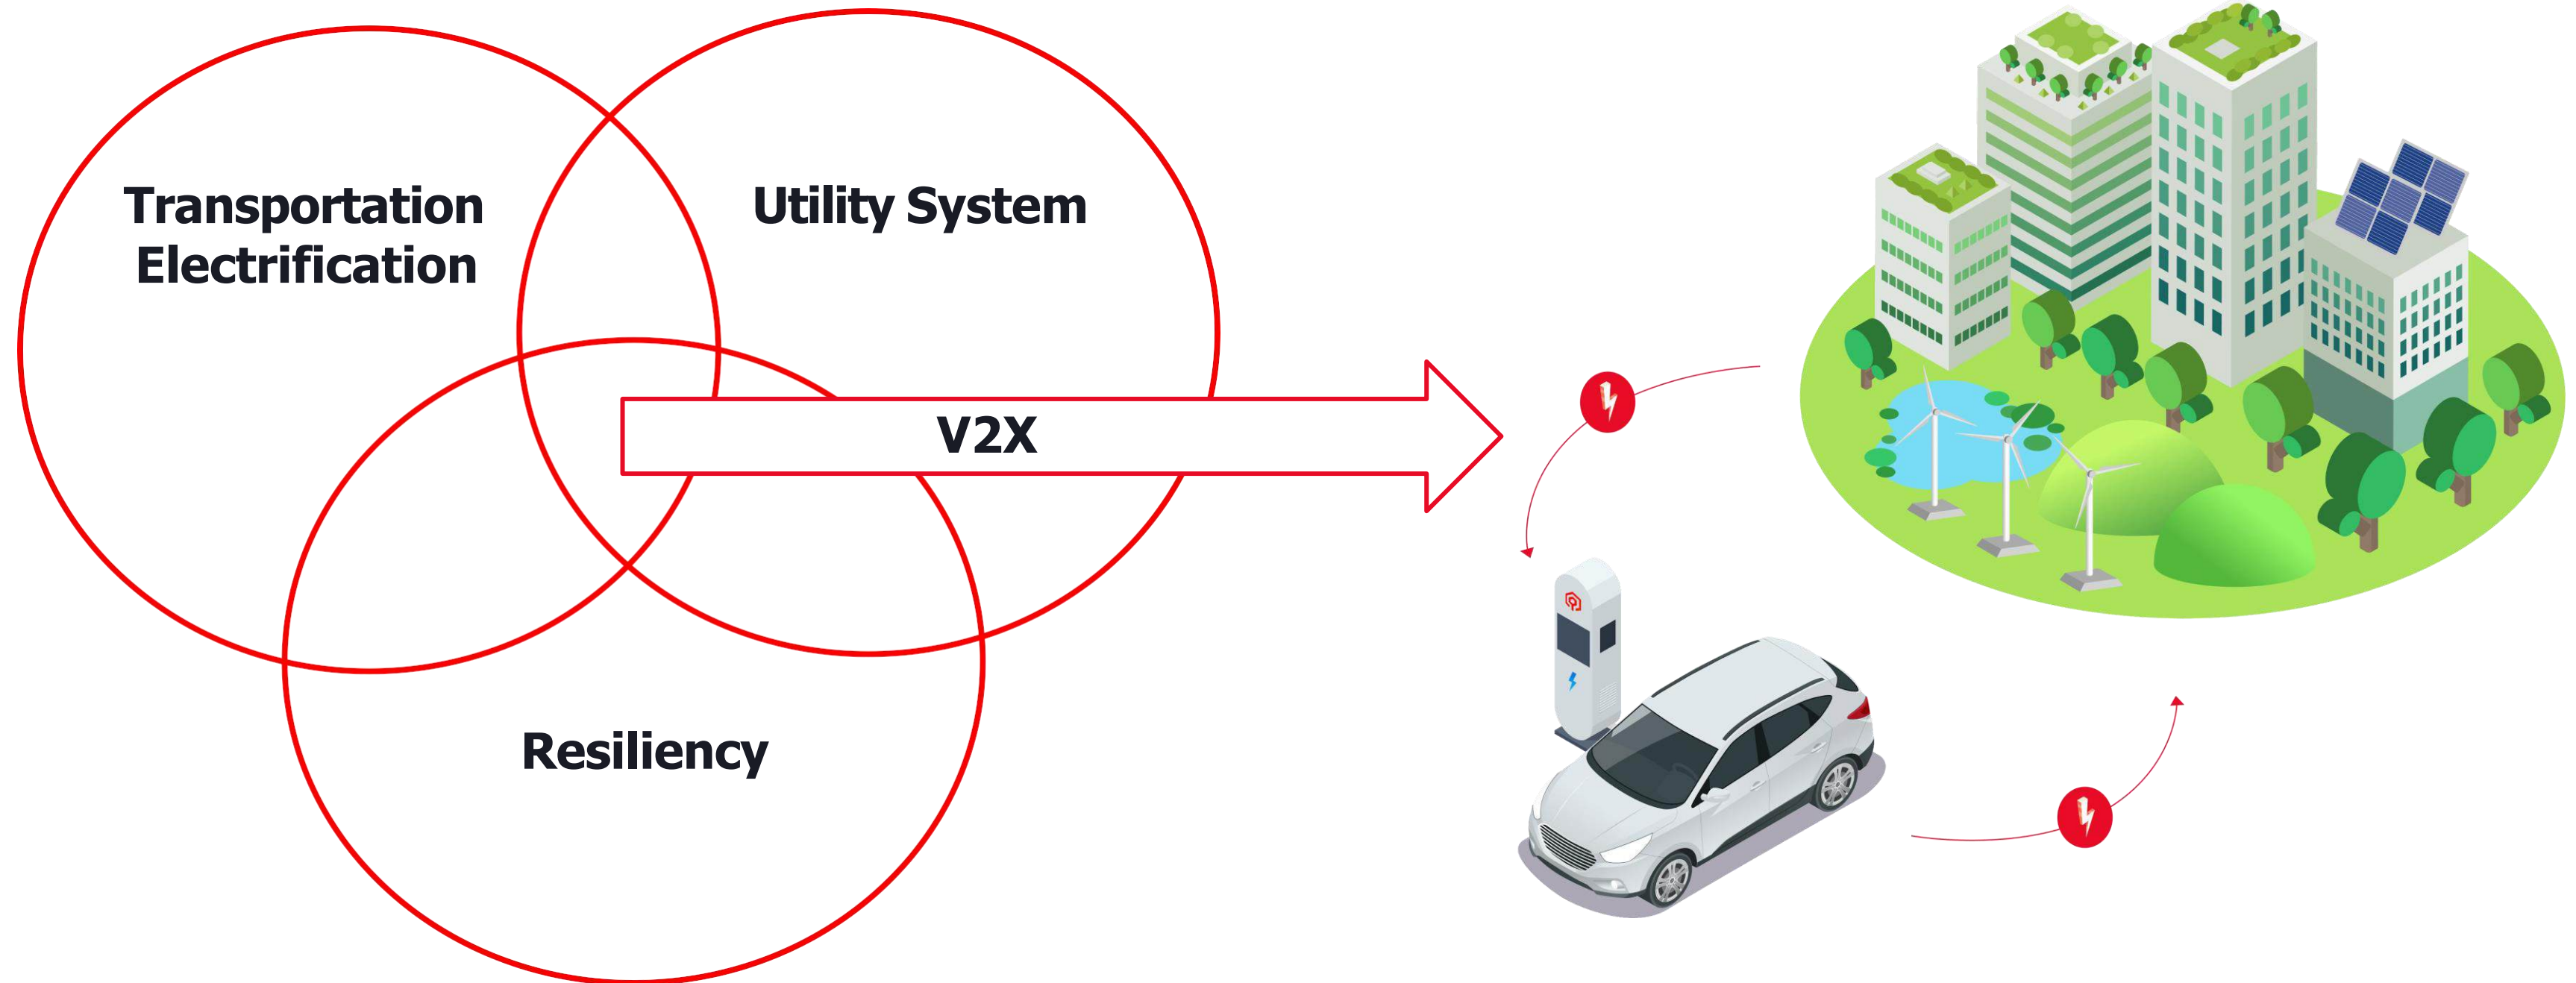 Transportation
Electrification
Utility System
V2X
Resiliency